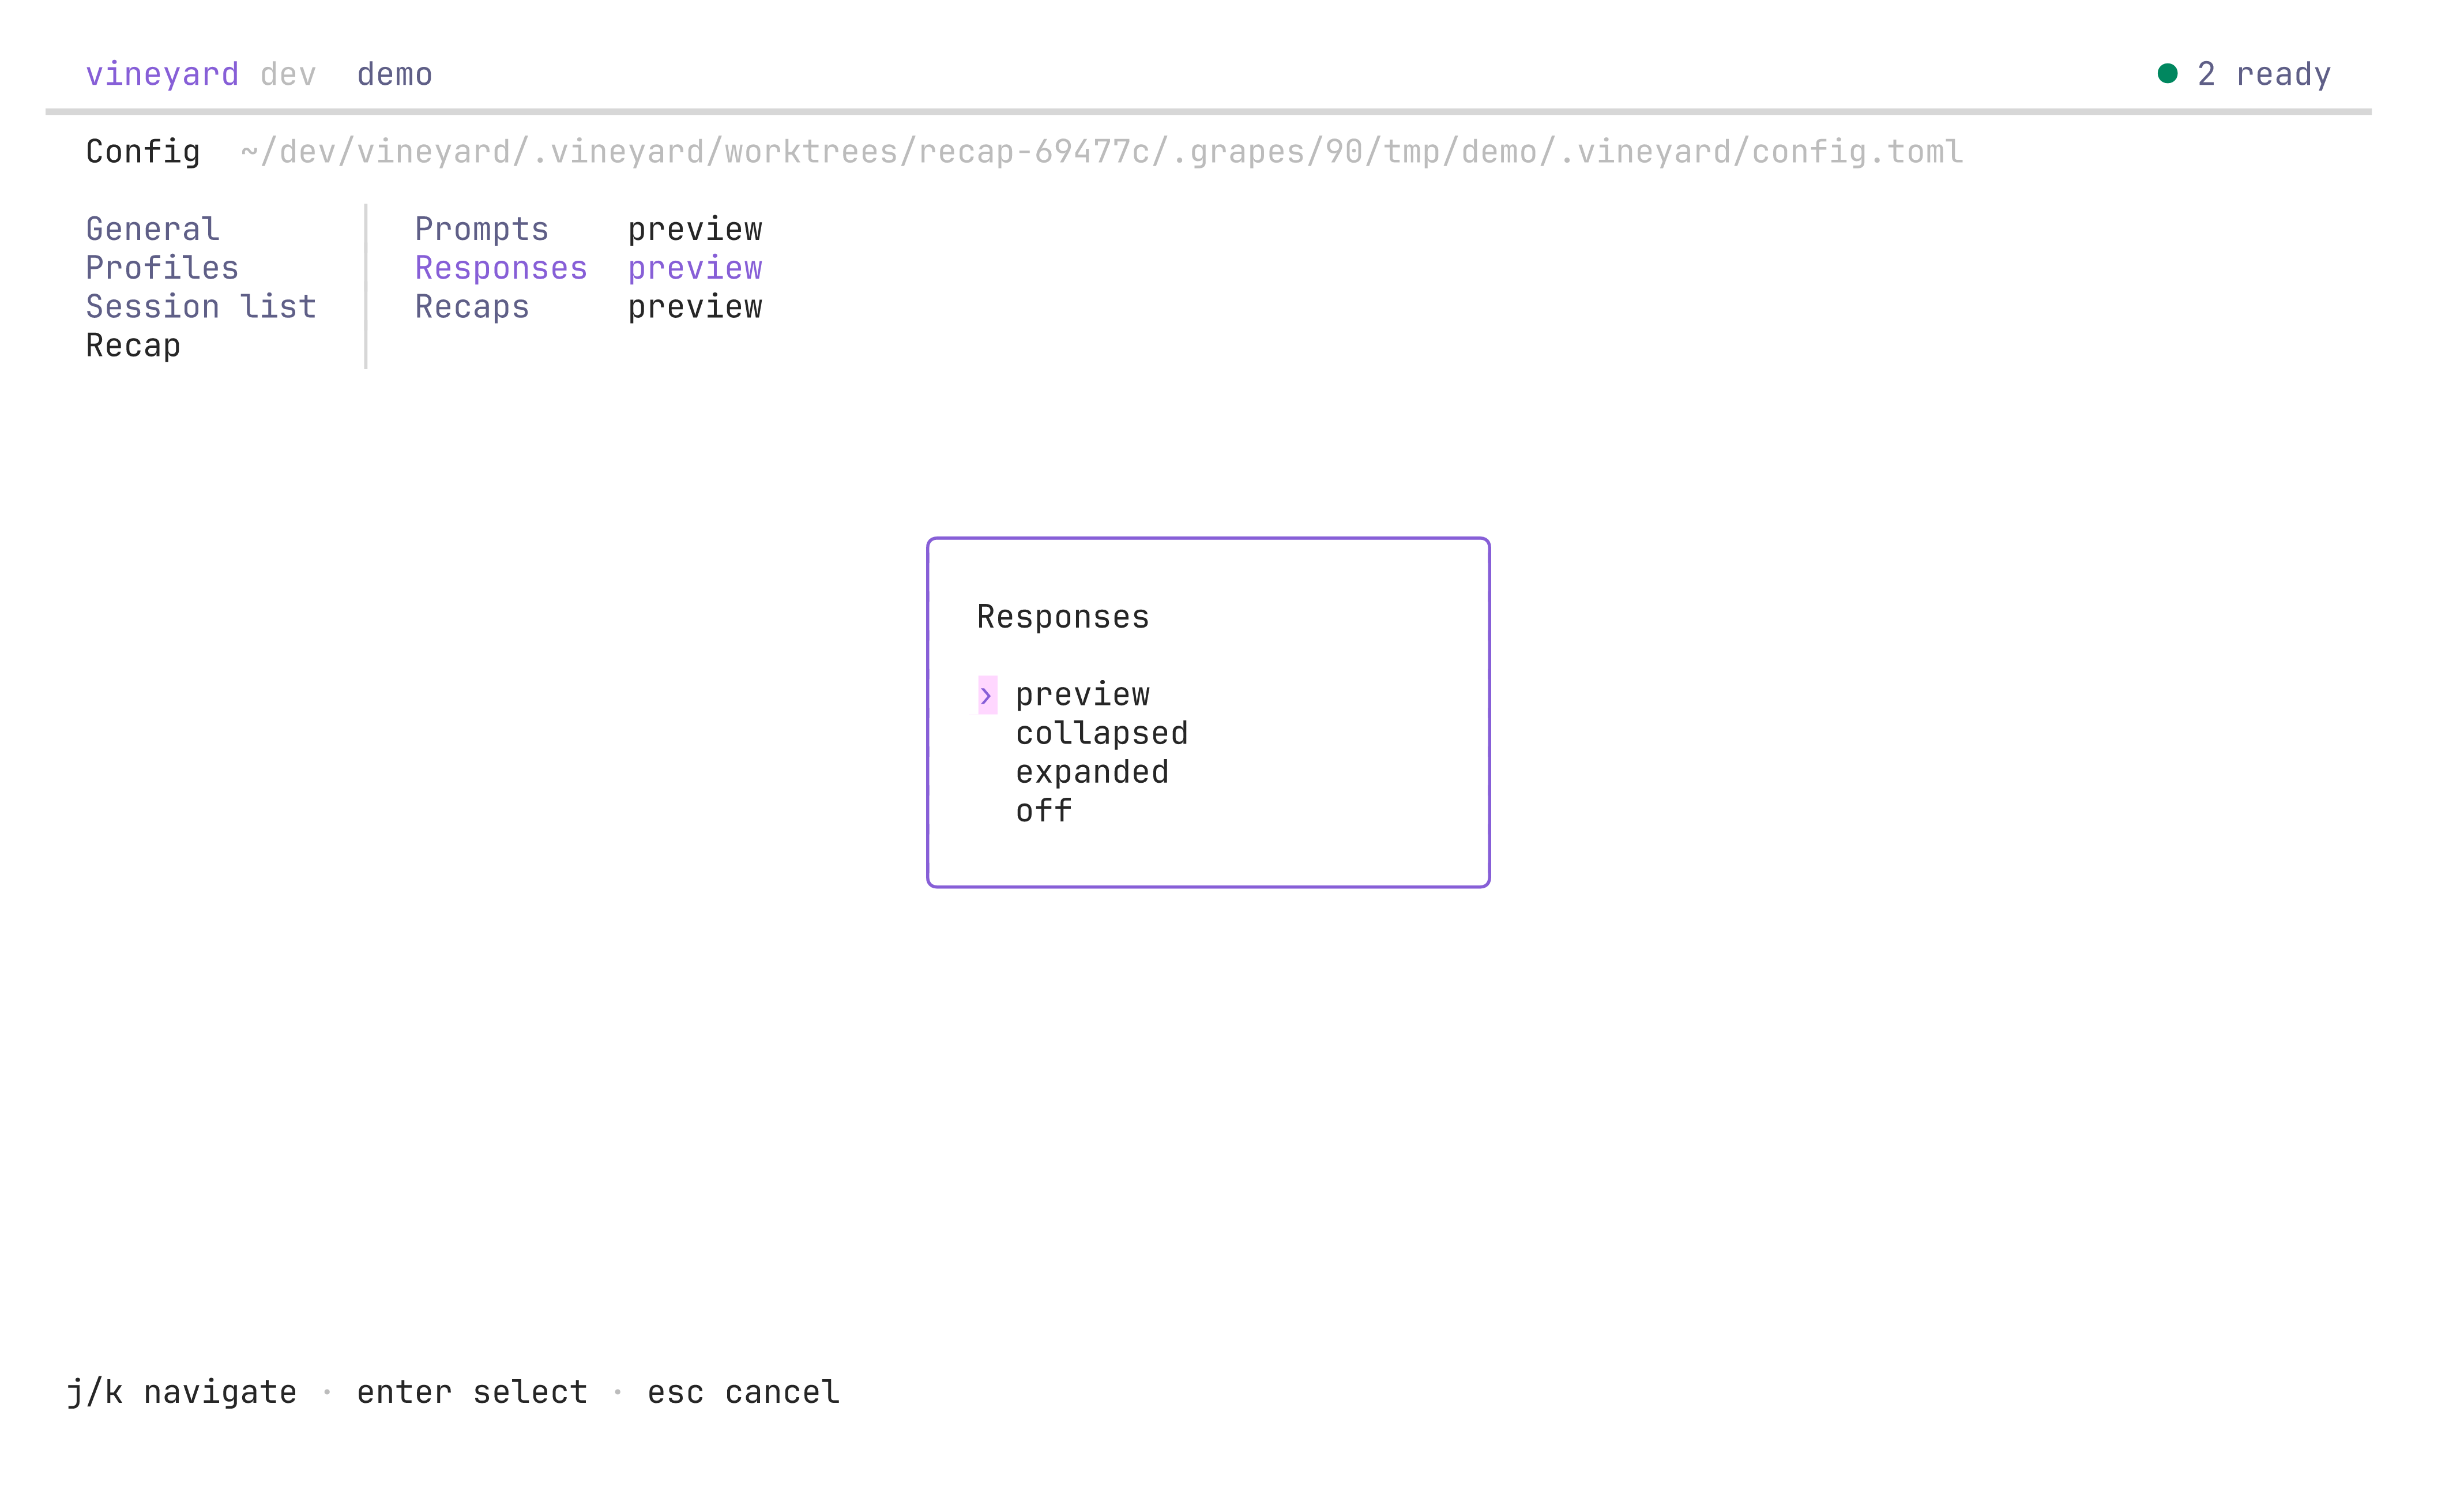 vineyard dev demo ● 2 ready
Config ~/dev/vineyard/.vineyard/worktrees/recap-69477c/.grapes/90/tmp/demo/.vineyard/config.toml
General
Profiles
Session list
Recap
Prompts preview
Responses preview
Recaps preview
Responses
› preview
collapsed
expanded
off
j/k navigate · enter select · esc cancel